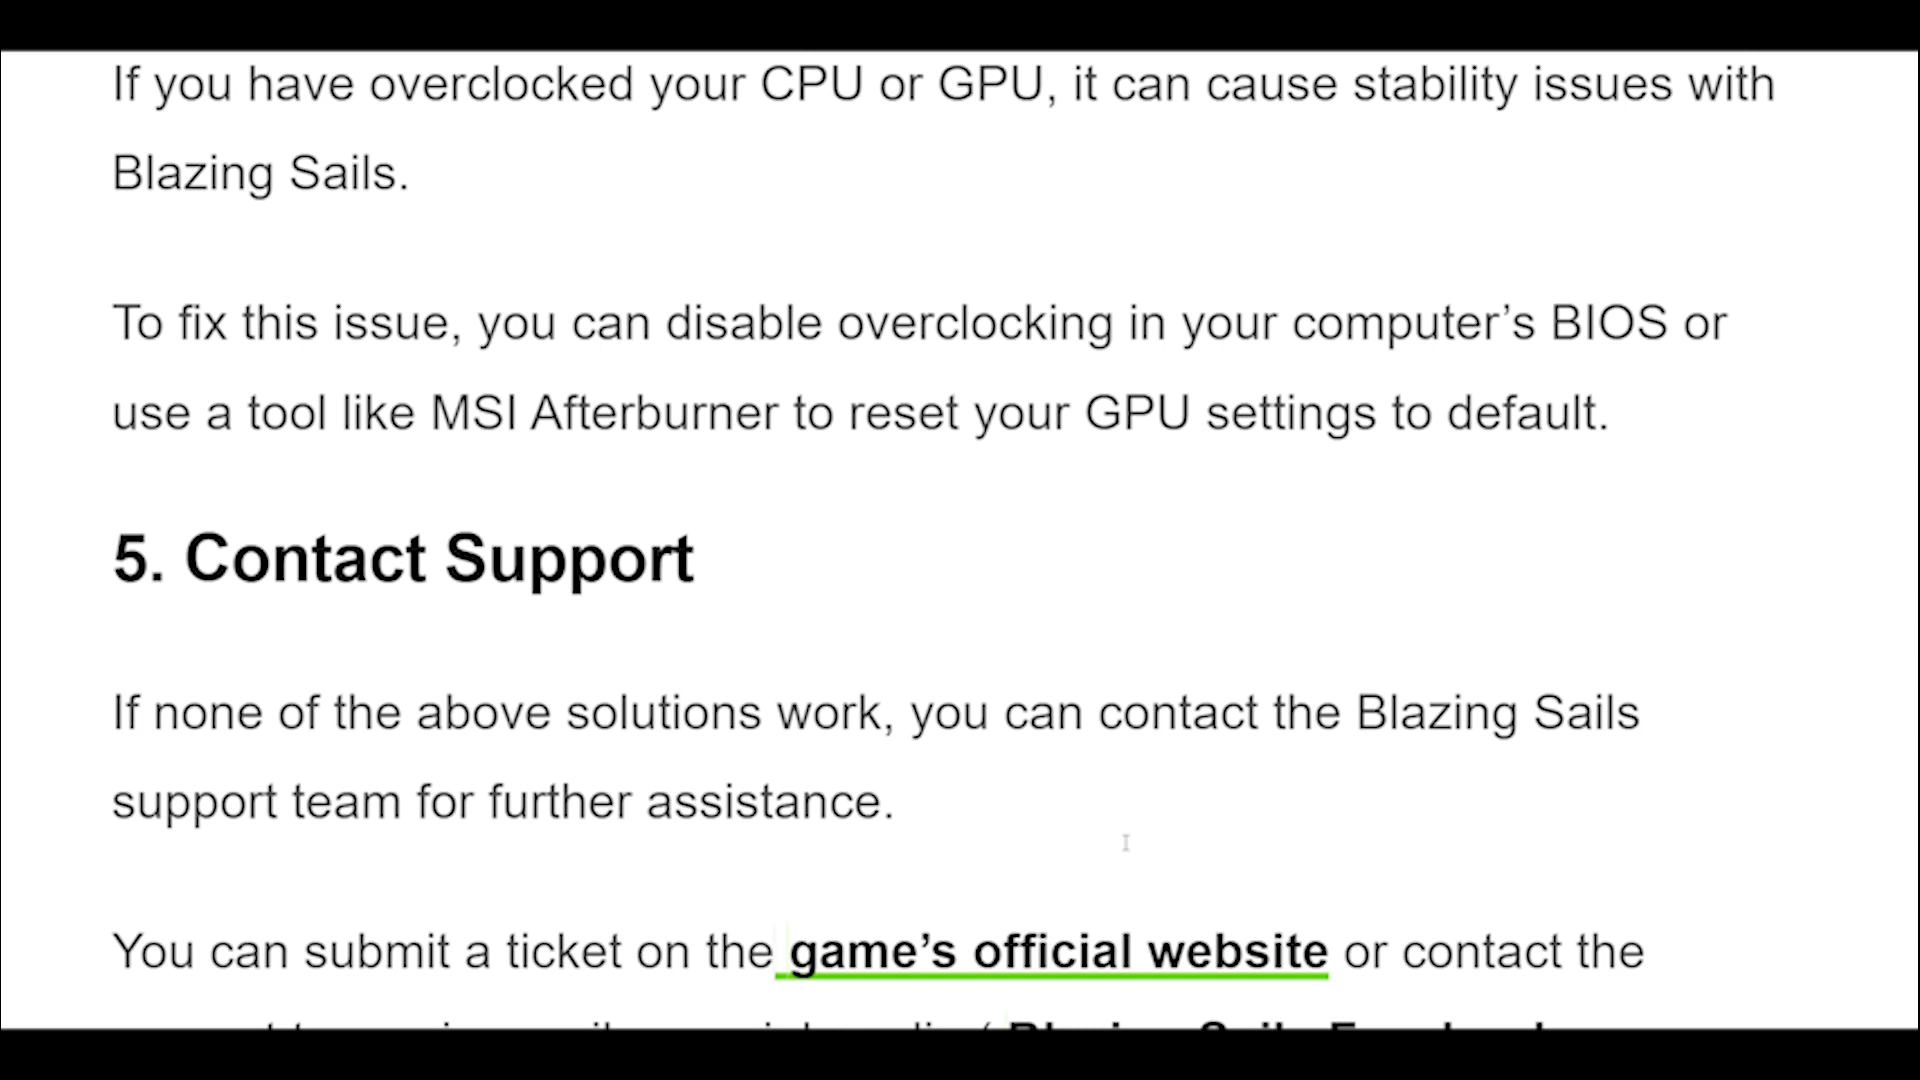 If you have overclocked your CPU or GPU, it can cause stability issues with
Blazing Sails.
To fix this issue, you can disable overclocking in your computer’s BIOS or
use a tool like MSI Afterburner to reset your GPU settings to default.
5. Contact Support
If none of the above solutions work, you can contact the Blazing Sails
support team for further assistance.
You can submit a ticket on the game’s official website or contact the